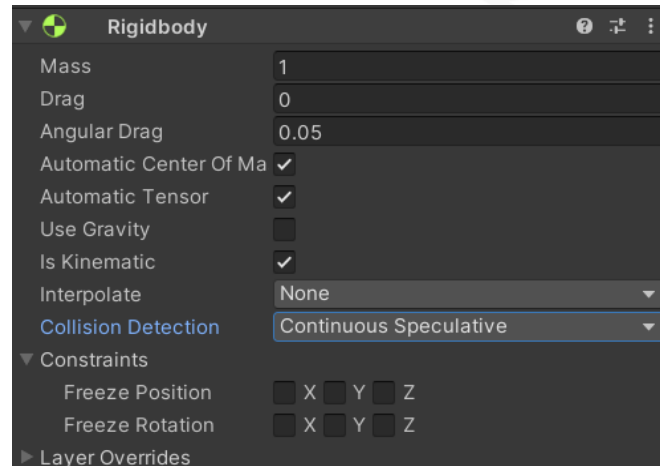 Rigidbody
Mass 1
Drag 0
Angular Drag 0.05
Automatic Center Of Ma
Automatic Tensor
Use Gravity
Is Kinematic
Interpolate None
Collision Detection Continuous Speculative
Constraints
Freeze Position X Y Z
Freeze Rotation X Y Z
Layer Overrides